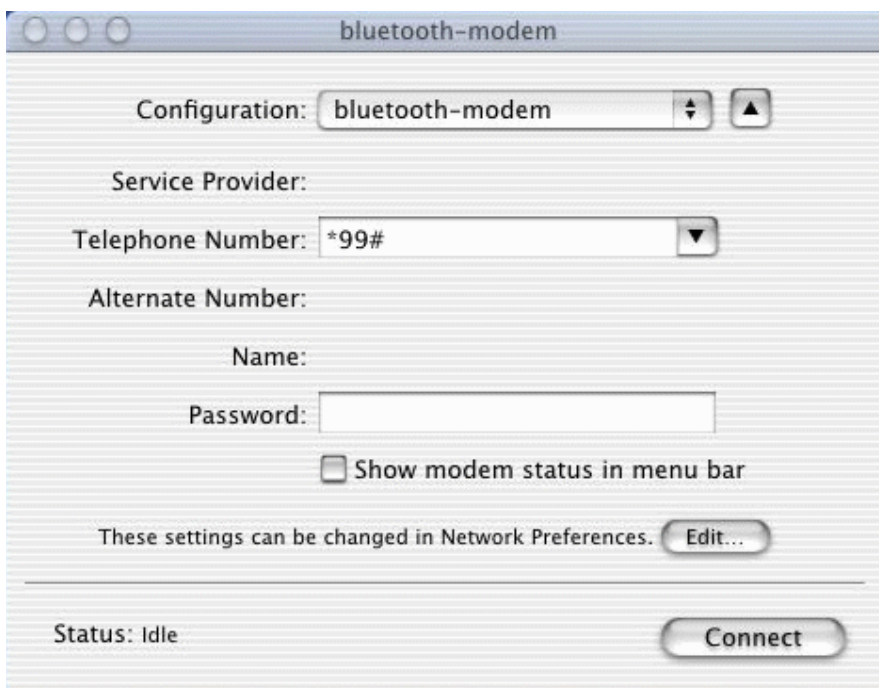 bluetooth-modem
Configuration: bluetooth-modem
Service Provider:
Telephone Number: *99#
Alternate Number:
Name:
Password:
Show modem status in menu bar
These settings can be changed in Network Preferences. Edit...
Status: Idle Connect